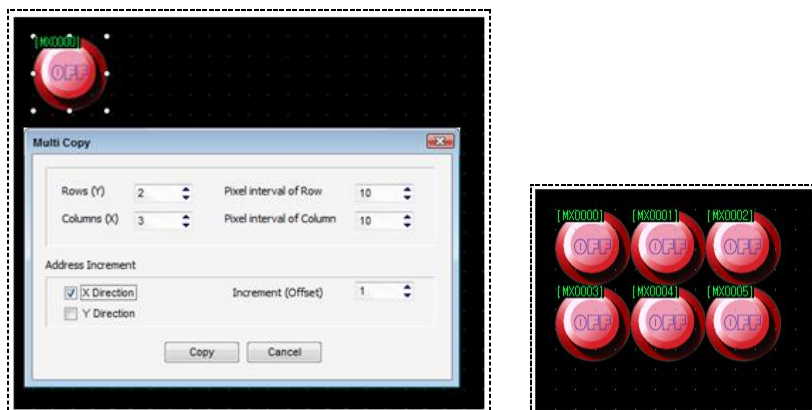 [MX0000]
OFF
Multi Copy
Rows (Y) 2 Pixel interval of Row 10
Columns (X) 3 Pixel interval of Column 10
Address Increment
X Direction Increment (Offset) 1
Y Direction
Copy Cancel
[MX0000] [MX0001] [MX0002]
OFF OFF OFF
[MX0003] [MX0004] [MX0005]
OFF OFF OFF